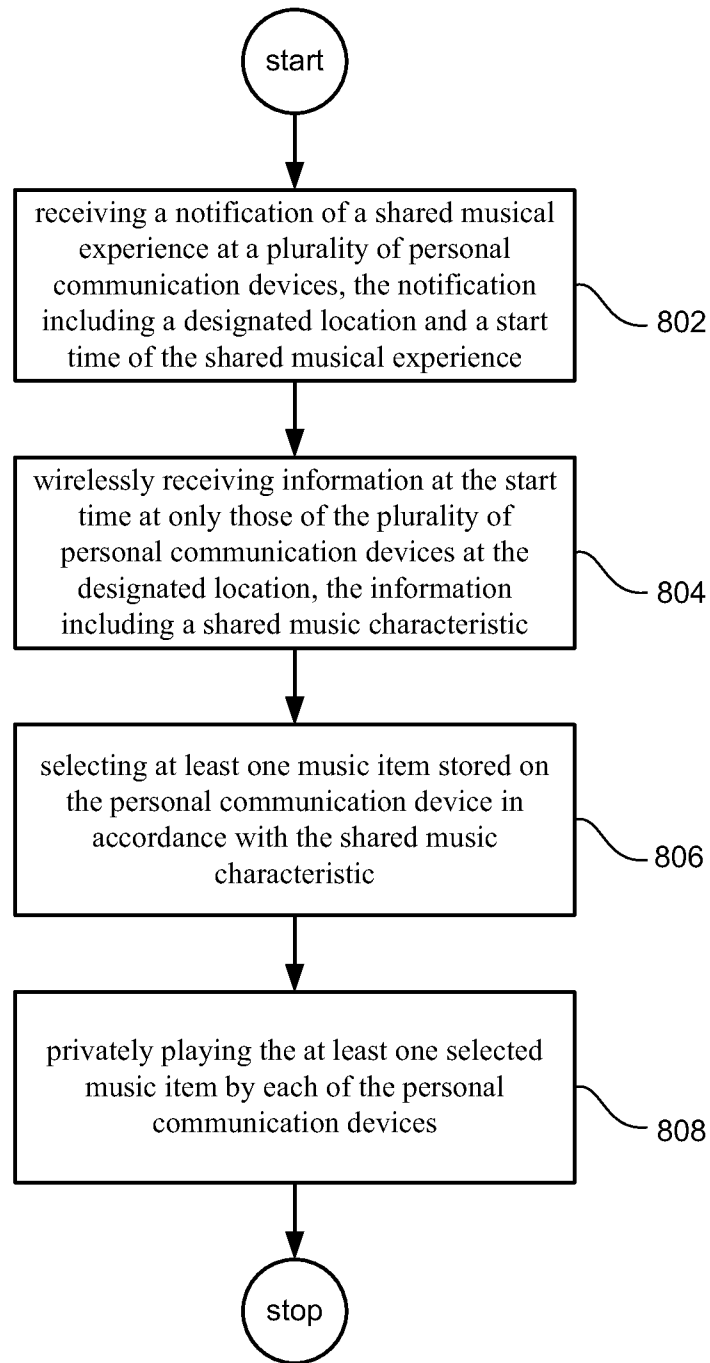 start
receiving a notification of a shared musical
experience at a plurality of personal
communication devices, the notification
including a designated location and a start
time of the shared musical experience
802
wirelessly receiving information at the start
time at only those of the plurality of
personal communication devices at the
designated location, the information
including a shared music characteristic
804
selecting at least one music item stored on
the personal communication device in
accordance with the shared music
characteristic
806
privately playing the at least one selected
music item by each of the personal
communication devices
808
stop